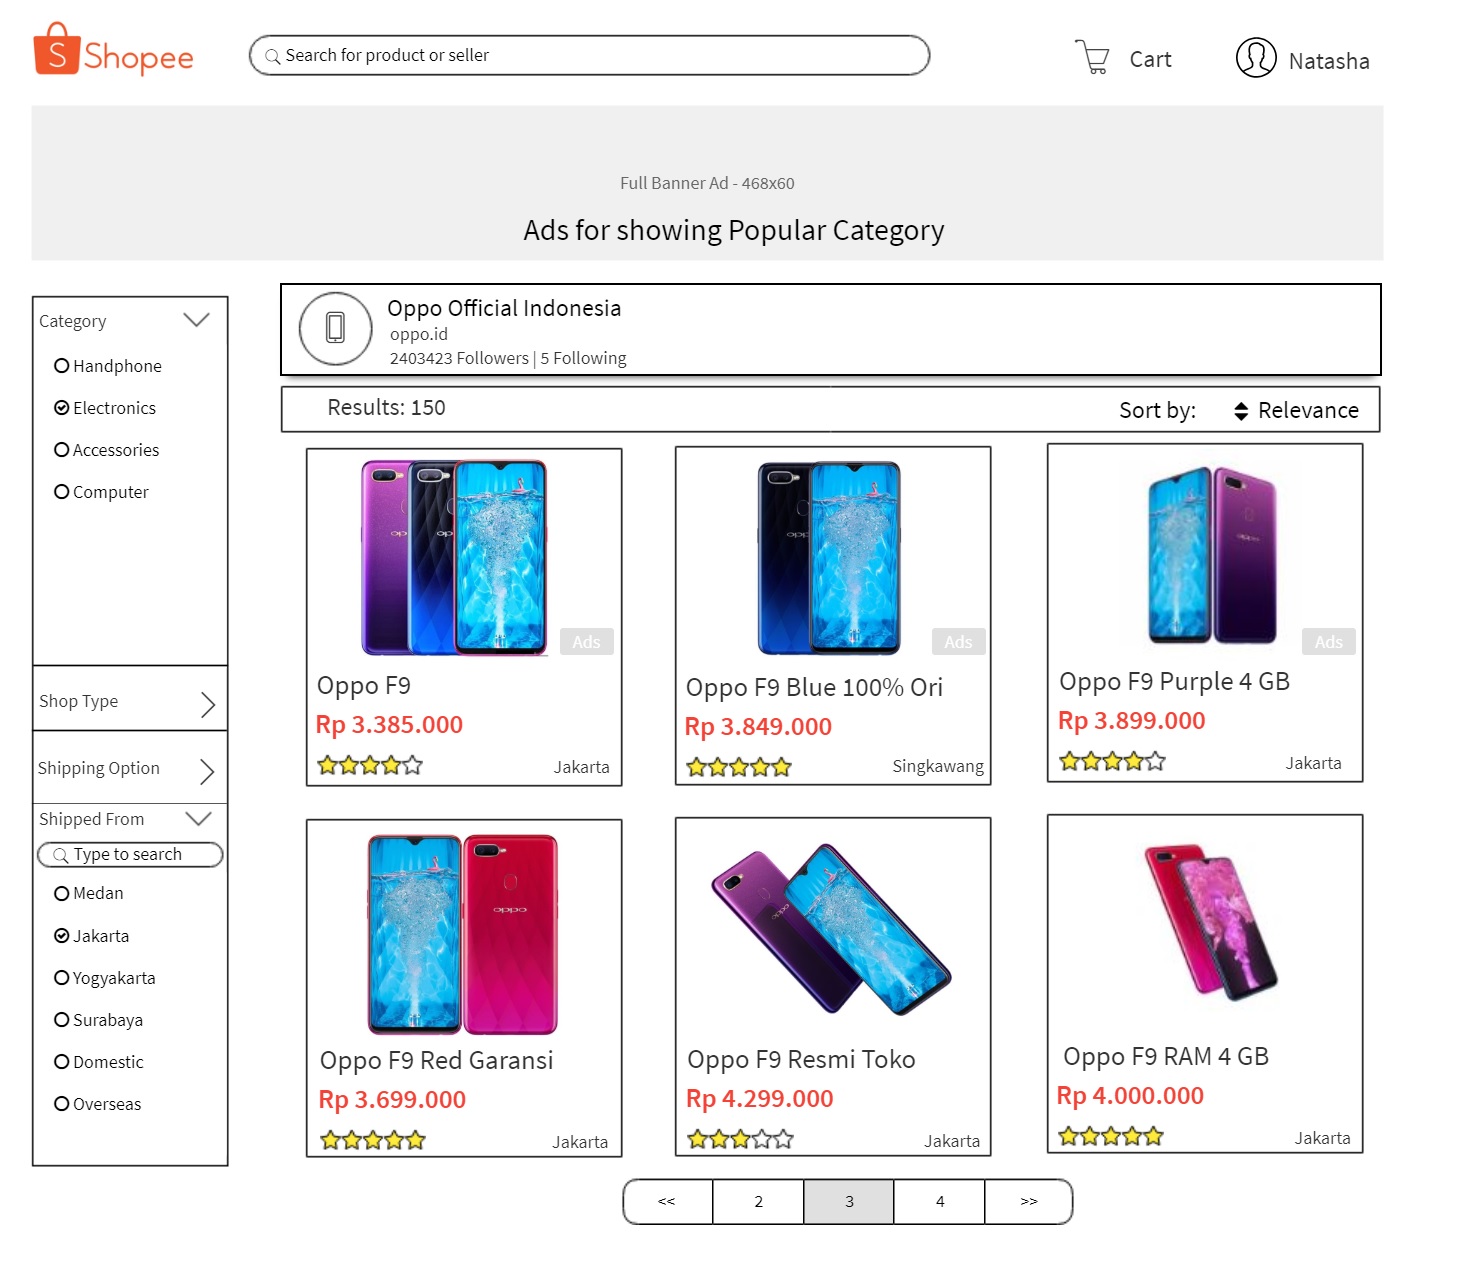 S Shopee
Search for product or seller
Cart
Natasha
Full Banner Ad - 468x60
Ads for showing Popular Category
Category
Handphone
Electronics
Accessories
Computer
Shop Type
Shipping Option
Shipped From
Type to search
Medan
Jakarta
Yogyakarta
Surabaya
Domestic
Overseas
Oppo Official Indonesia
oppo.id
2403423 Followers | 5 Following
Results: 150
Sort by: Relevance
Ads
Oppo F9
Rp 3.385.000
Jakarta
Ads
Oppo F9 Blue 100% Ori
Rp 3.849.000
Singkawang
oppo
Ads
Oppo F9 Purple 4 GB
Rp 3.899.000
Jakarta
oppo
Oppo F9 Red Garansi
Rp 3.699.000
Jakarta
Oppo F9 Resmi Toko
Rp 4.299.000
Jakarta
Oppo F9 RAM 4 GB
Rp 4.000.000
Jakarta
<< 2 3 4 >>